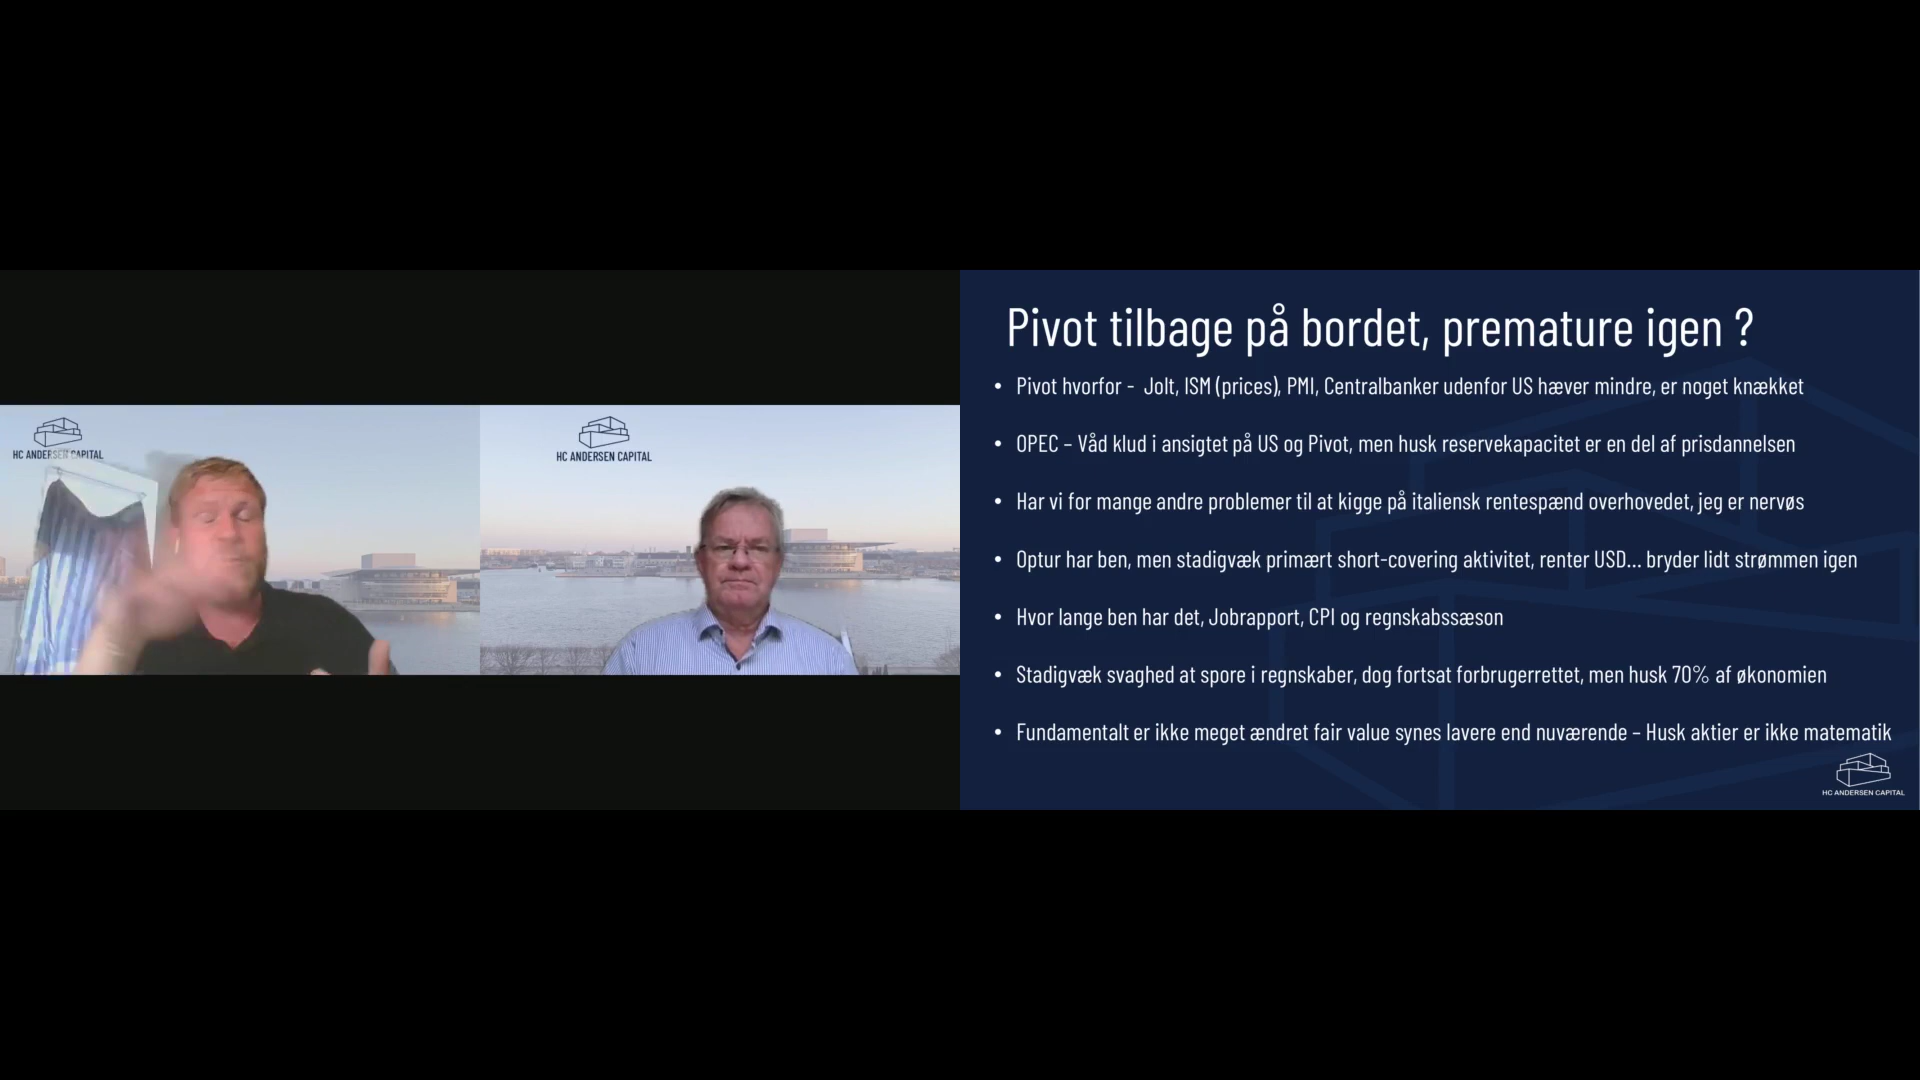 HC ANDERSEN CAPITAL
HC ANDERSEN CAPITAL
Pivot tilbage på bordet, premature igen ?
• Pivot hvorfor - Jolt, ISM (prices), PMI, Centralbanker udenfor US hæver mindre, er noget knækket
• OPEC – Våd klud i ansigtet på US og Pivot, men husk reservekapacitet er en del af prisdannelsen
• Har vi for mange andre problemer til at kigge på italiensk rentespænd overhovedet, jeg er nervøs
• Optur har ben, men stadigvæk primært short-covering aktivitet, renter USD... bryder lidt strømmen igen
• Hvor lange ben har det, Jobrapport, CPI og regnskabssæson
• Stadigvæk svaghed at spore i regnskaber, dog fortsat forbrugerrettet, men husk 70% af økonomien
• Fundamentalt er ikke meget ændret fair value synes lavere end nuværende – Husk aktier er ikke matematik
HC ANDERSEN CAPITAL